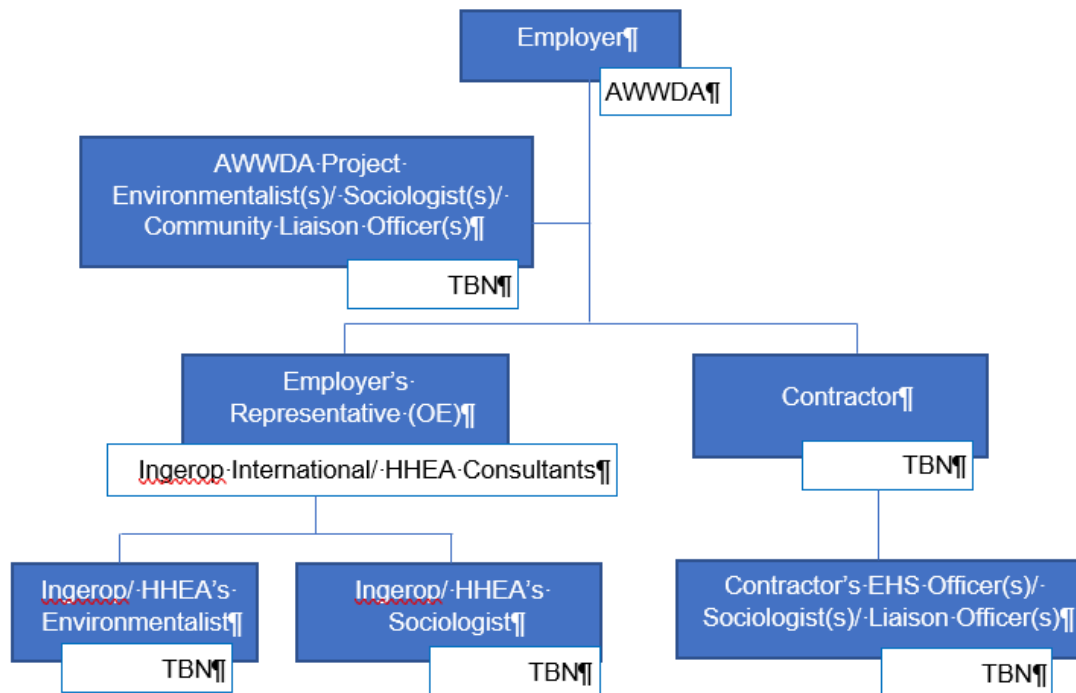 Employer¶
AWWDA¶
AWWDA·Project·
Environmentalist(s)/·Sociologist(s)/·
Community·Liaison·Officer(s)¶
TBN¶
Employer’s·
Representative·(OE)¶
Ingerop·International/·HHEA·Consultants¶
Contractor¶
TBN¶
Ingerop/·HHEA’s·
Environmentalist¶
TBN¶
Ingerop/·HHEA’s·
Sociologist¶
TBN¶
Contractor’s·EHS·Officer(s)/·
Sociologist(s)/·Liaison·Officer(s)¶
TBN¶